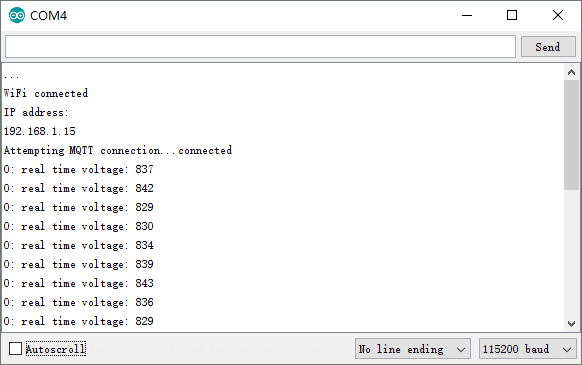 COM4
Send
...
WiFi connected
IP address:
192.168.1.15
Attempting MQTT connection...connected
0: real time voltage: 837
0: real time voltage: 842
0: real time voltage: 829
0: real time voltage: 830
0: real time voltage: 834
0: real time voltage: 839
0: real time voltage: 843
0: real time voltage: 836
0: real time voltage: 829
Autoscroll
No line ending
115200 baud